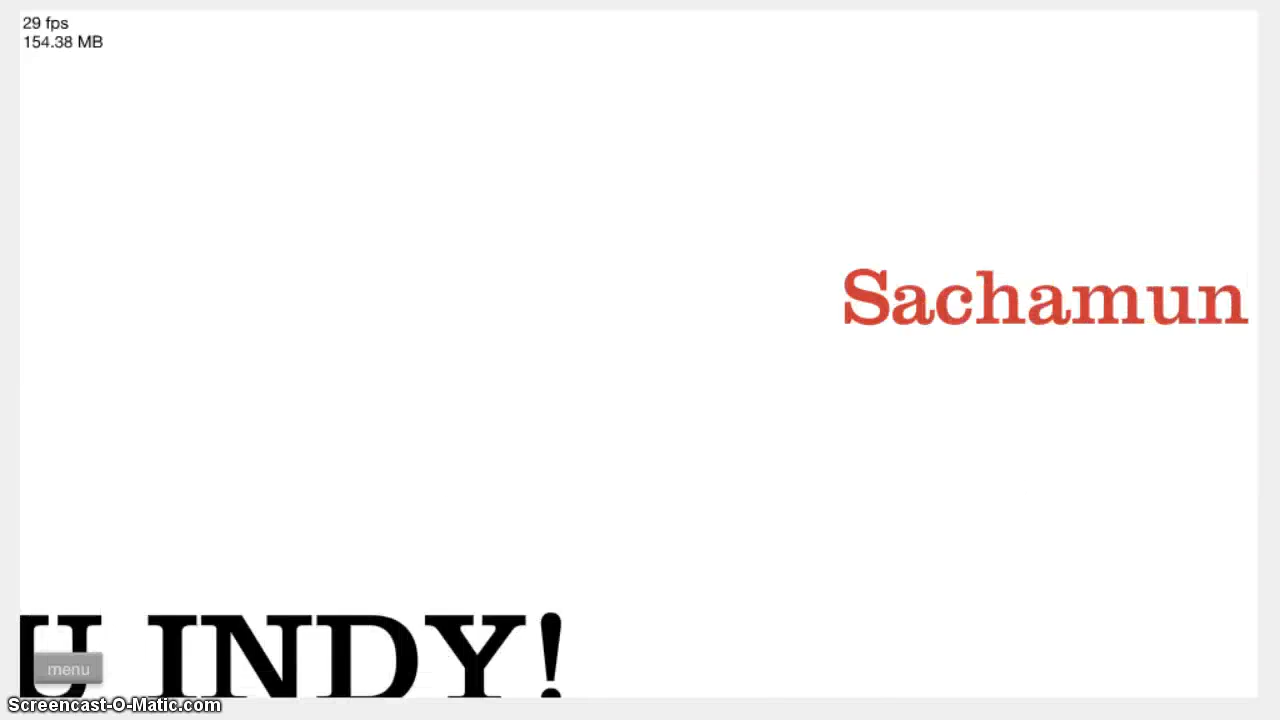 29 fps
154.38 MB
Sachamun
U INDY!
menu
Screencast-O-Matic.com